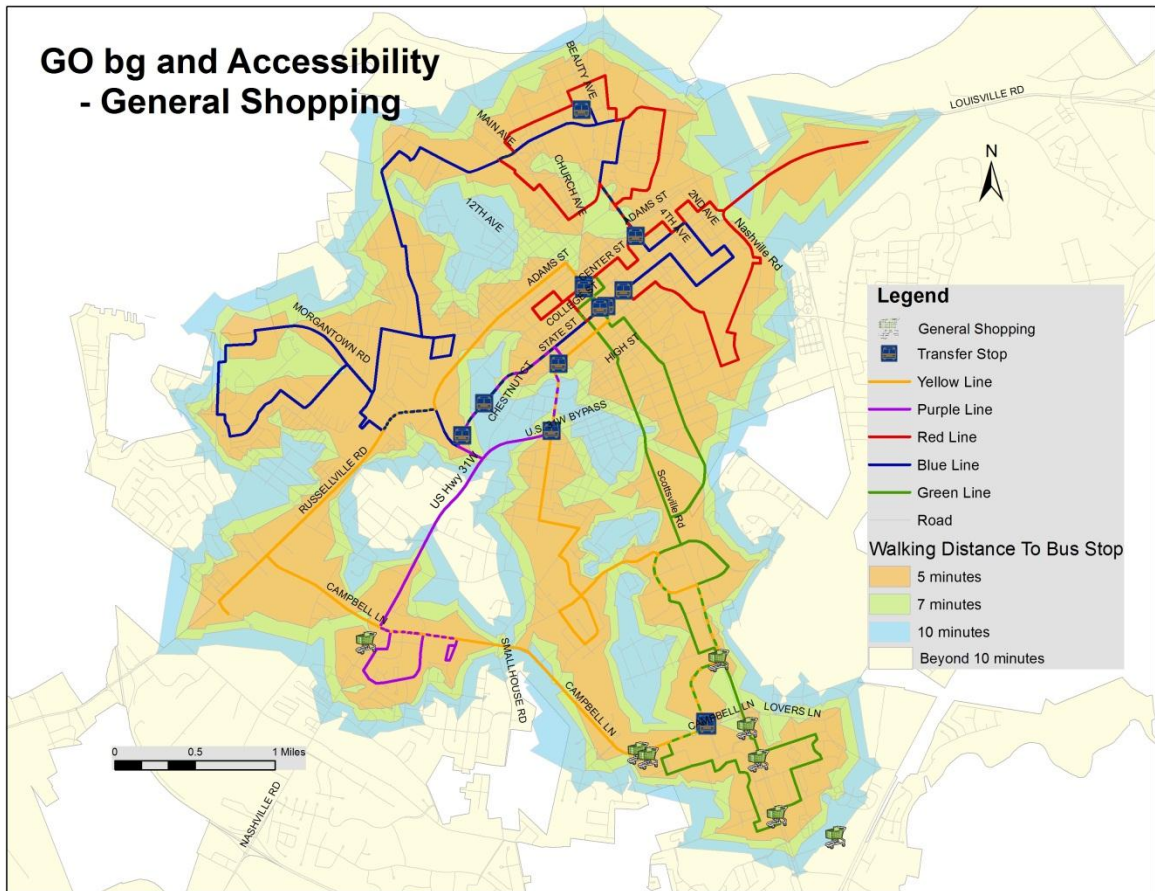 GO bg and Accessibility
- General Shopping
BEAUTY AVE
MAIN AVE
LOUISVILLE RD
N
CHURCH AVE
12TH AVE
ADAMS ST
4TH AVE
2ND AVE
Nashville Rd
ADAMS ST
CENTER ST
COLLEGE ST
STATE ST
HIGH ST
MORGANTOWN RD
CHESTNUT ST
RUSSELLVILLE RD
US Hwy 31W
Scottsville Rd
CAMPBELL LN
SMALLHOUSE RD
CAMPBELL LN
CAMPBELL LN
LOVERS LN
NASHVILLE RD
0 0.5 1 Miles
Legend
General Shopping
Transfer Stop
Yellow Line
Purple Line
Red Line
Blue Line
Green Line
Road
Walking Distance To Bus Stop
5 minutes
7 minutes
10 minutes
Beyond 10 minutes